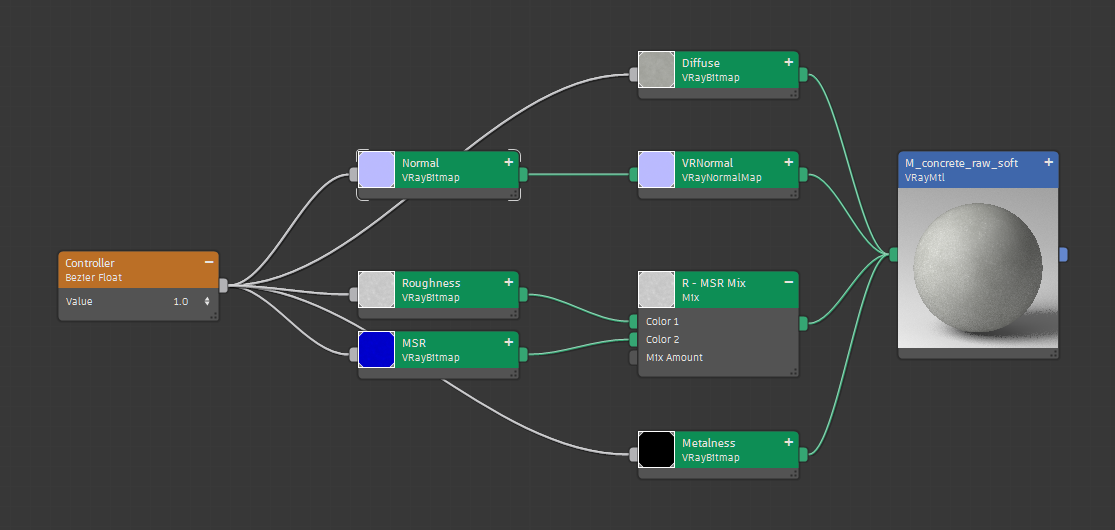 Diffuse
VRayBitmap
Normal
VRayBitmap
VRNormal
VRayNormalMap
M_concrete_raw_soft
VRayMtl
Controller
Bezier Float
Value 1.0
Roughness
VRayBitmap
R - MSR Mix
Mix
Color 1
Color 2
Mix Amount
MSR
VRayBitmap
Metalness
VRayBitmap